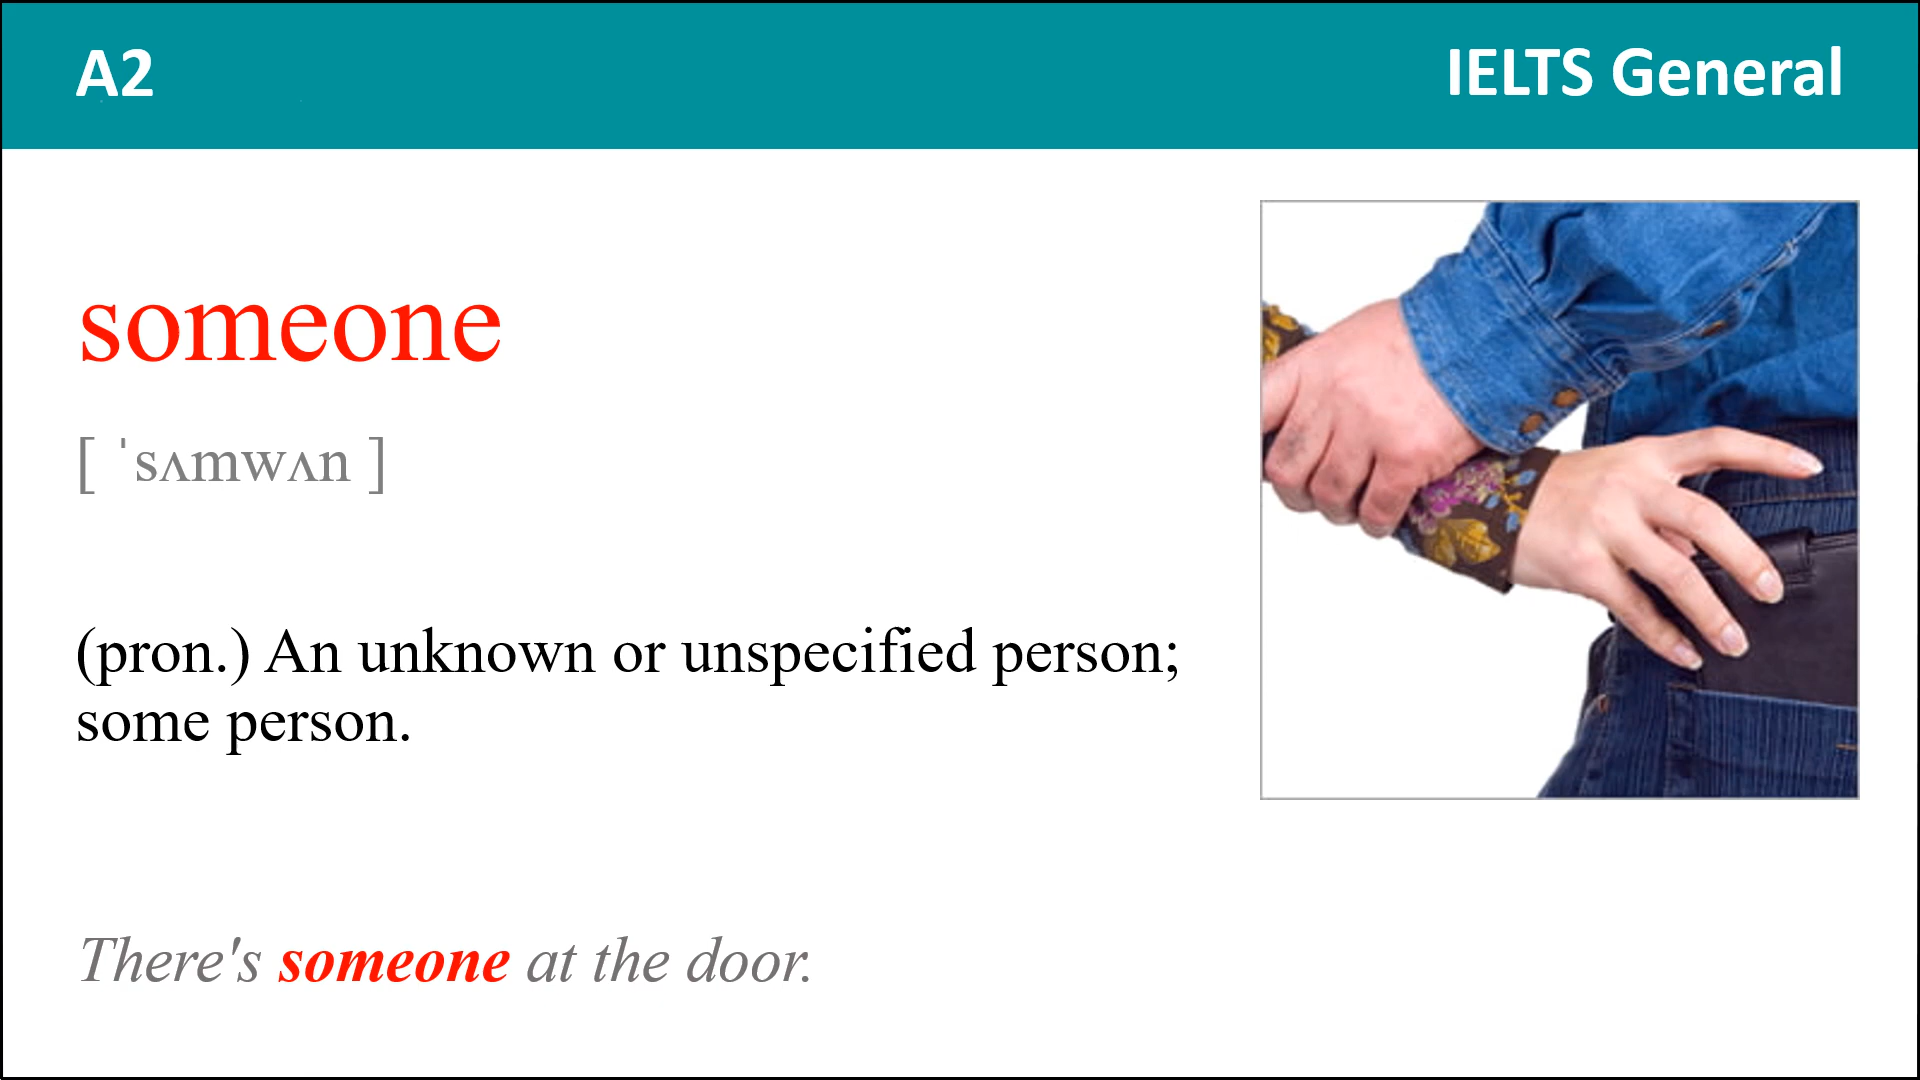 A2
IELTS General
someone
[ ˈsʌmwʌn ]
(pron.) An unknown or unspecified person;
some person.
There's someone at the door.